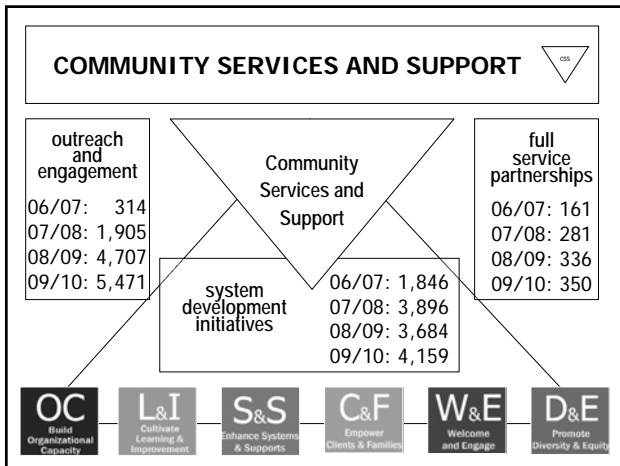 COMMUNITY SERVICES AND SUPPORT
css
outreach
and
engagement
06/07: 314
07/08: 1,905
08/09: 4,707
09/10: 5,471
Community
Services and
Support
full
service
partnerships
06/07: 161
07/08: 281
08/09: 336
09/10: 350
system
development
initiatives
06/07: 1,846
07/08: 3,896
08/09: 3,684
09/10: 4,159
OC
Build
Organizational
Capacity
L&I
Cultivate
Learning &
Improvement
S&S
Enhance Systems
& Supports
C&F
Empower
Clients & Families
W&E
Welcome
and Engage
D&E
Promote
Diversity & Equity